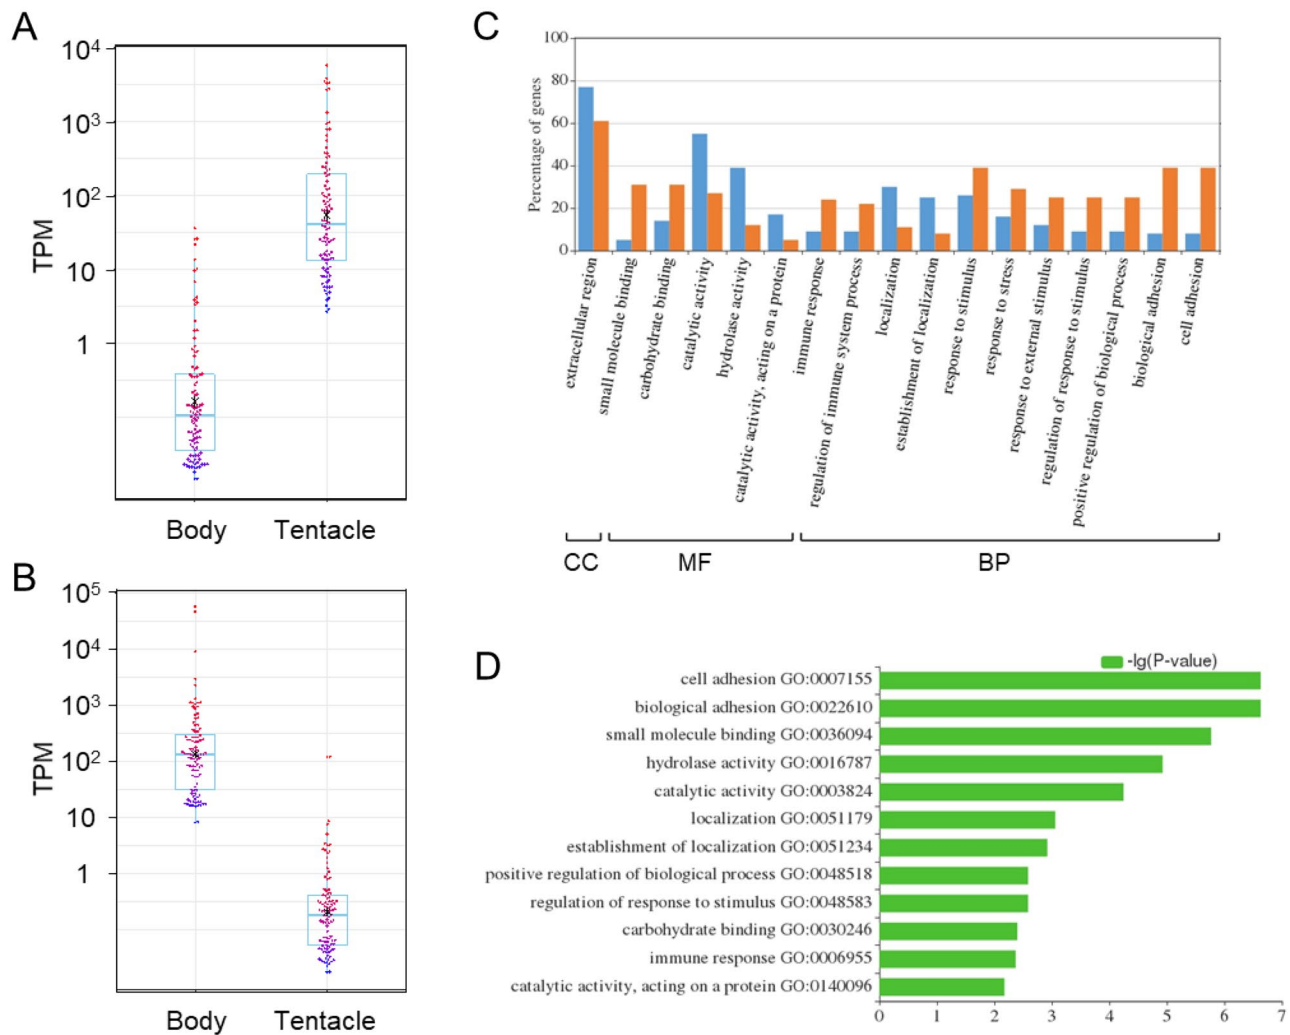 A
10⁴
10³
10²
10
1
TPM
Body
Tentacle
B
10⁵
10⁴
10³
10²
10
1
TPM
Body
Tentacle
C
100
80
60
40
20
0
Percentage of genes
extracellular region
small molecule binding
carbohydrate binding
catalytic activity
hydrolase activity
catalytic activity, acting on a protein
immune response
regulation of immune system process
localization
establishment of localization
response to stimulus
response to stress
response to external stimulus
regulation of response to stimulus
positive regulation of biological process
biological adhesion
cell adhesion
CC
MF
BP
D
-lg(P-value)
cell adhesion GO:0007155
biological adhesion GO:0022610
small molecule binding GO:0036094
hydrolase activity GO:0016787
catalytic activity GO:0003824
localization GO:0051179
establishment of localization GO:0051234
positive regulation of biological process GO:0048518
regulation of response to stimulus GO:0048583
carbohydrate binding GO:0030246
immune response GO:0006955
catalytic activity, acting on a protein GO:0140096
0 1 2 3 4 5 6 7